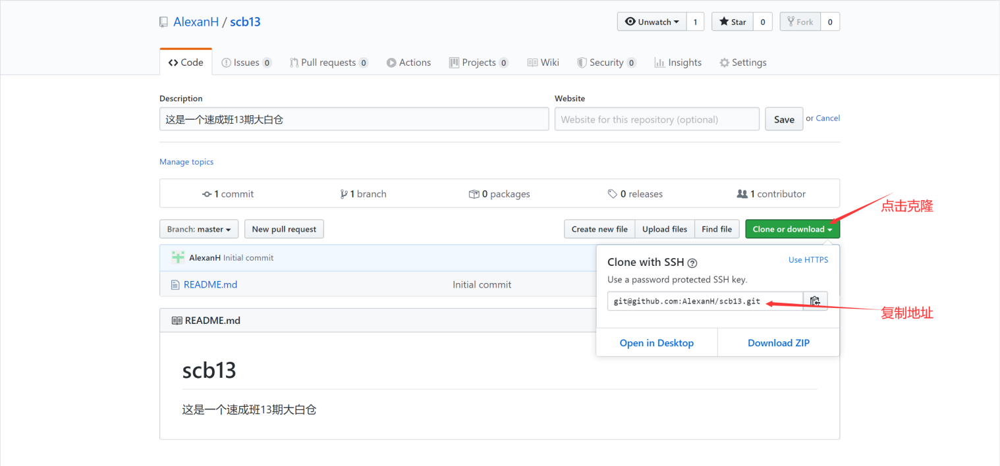 AlexanH / scb13
Unwatch 1 Star 0 Fork 0
Code Issues 0 Pull requests 0 Actions Projects 0 Wiki Security 0 Insights Settings
Description Website
这是一个速成班13期大白仓 Website for this repository (optional) Save or Cancel
Manage topics
1 commit 1 branch 0 packages 0 releases 1 contributor
点击克隆
Branch: master New pull request Create new file Upload files Find file Clone or download
AlexanH Initial commit
README.md Initial commit
Clone with SSH Use HTTPS
Use a password protected SSH key.
git@github.com:AlexanH/scb13.git
复制地址
Open in Desktop Download ZIP
README.md
scb13
这是一个速成班13期大白仓